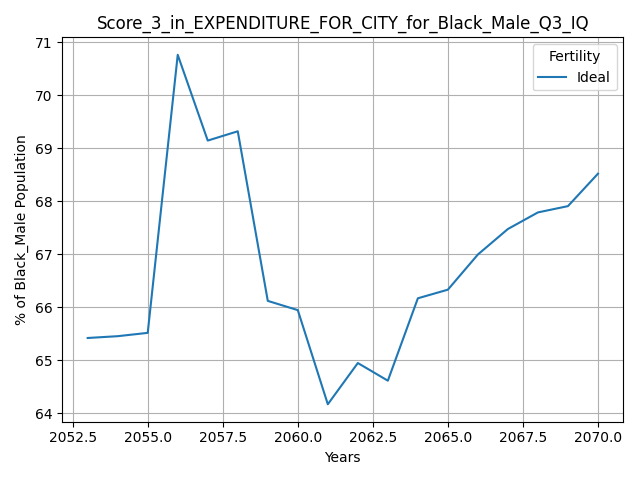 Score_3_in_EXPENDITURE_FOR_CITY_for_Black_Male_Q3_IQ
Fertility
Ideal
% of Black_Male Population
71
70
69
68
67
66
65
64
2052.5 2055.0 2057.5 2060.0 2062.5 2065.0 2067.5 2070.0
Years